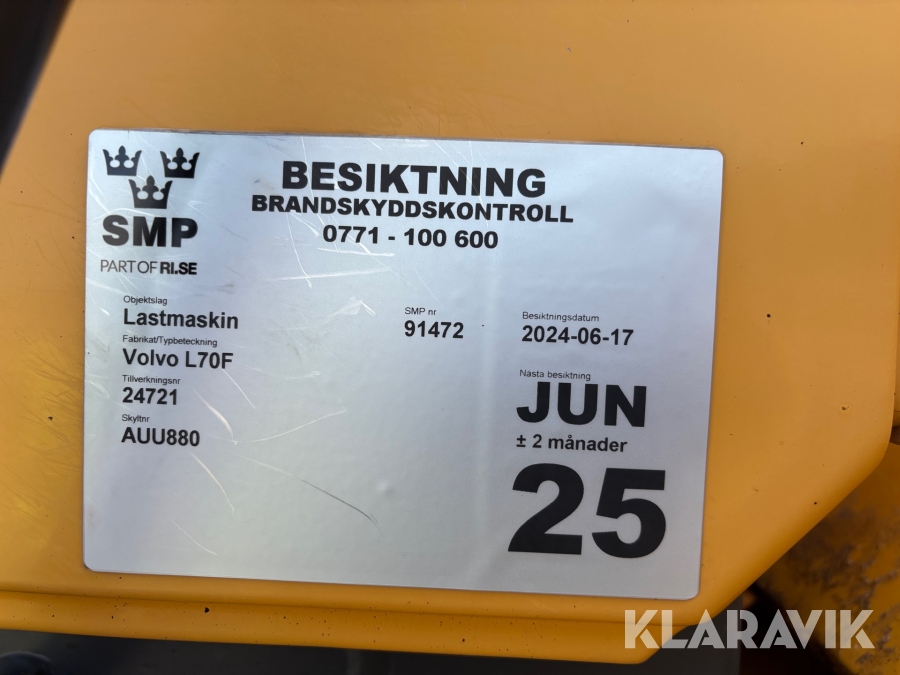 SMP
PART OF RI.SE
BESIKTNING
BRANDSKYDDSKONTROLL
0771 - 100 600
Objektslag
Lastmaskin
Fabrikat/Typbeteckning
Volvo L70F
Tillverkningsnr
24721
Skyltnr
AUU880
SMP nr
91472
Besiktningsdatum
2024-06-17
Nästa besiktning
JUN
± 2 månader
25
KLARAVIK